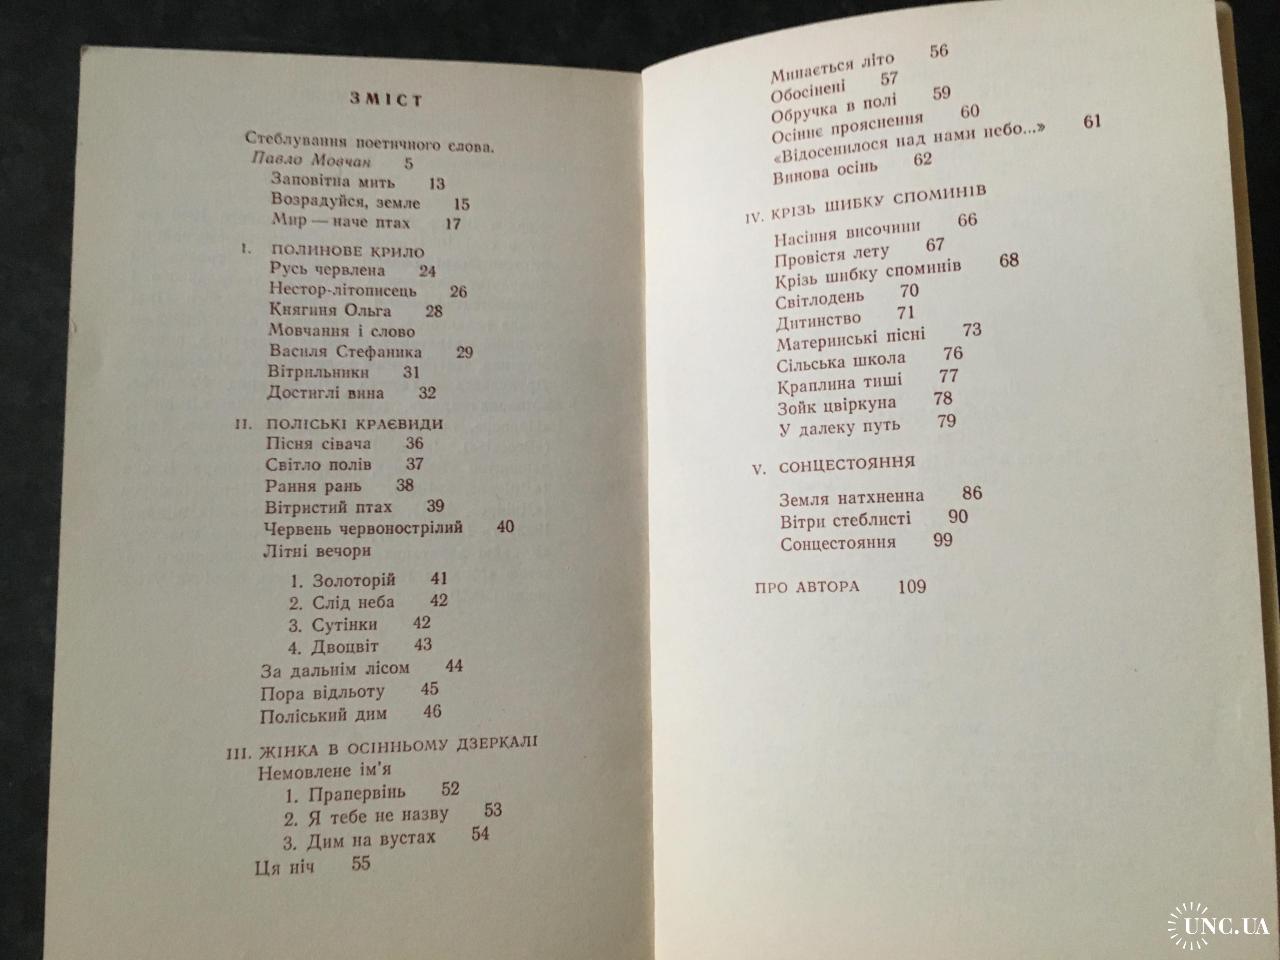 ЗМІСТ
Стеблування поетичного слова.
Павло Мовчан 5
Заповітна мить 13
Возрадуйся, земле 15
Мир — наче птах 17
I. ПОЛИНОВЕ КРИЛО
Русь червлена 24
Нестор-літописець 26
Княгиня Ольга 28
Мовчання і слово
Василя Стефаника 29
Вітрильники 31
Достиглі вина 32
II. ПОЛІСЬКІ КРАЄВИДИ
Пісня сівача 36
Світло полів 37
Рання рань 38
Вітристий птах 39
Червень червонострілий 40
Літні вечори
1. Золоторій 41
2. Слід неба 42
3. Сутінки 42
4. Двоцвіт 43
За дальнім лісом 44
Пора відльоту 45
Поліський дим 46
III. ЖІНКА В ОСІННЬОМУ ДЗЕРКАЛІ
Немовлене ім'я
1. Прапервінь 52
2. Я тебе не назву 53
3. Дим на вустах 54
Ця ніч 55
Минається літо 56
Обосінені 57
Обручка в полі 59
Осіннє прояснення 60
«Відосенилося над нами небо...» 61
Винова осінь 62
IV. КРІЗЬ ШИБКУ СПОМИНІВ
Насіння височини 66
Провістя лету 67
Крізь шибку споминів 68
Світлодень 70
Дитинство 71
Материнські пісні 73
Сільська школа 76
Краплина тиші 77
Зойк цвіркуна 78
У далеку путь 79
V. СОНЦЕСТОЯННЯ
Земля натхненна 86
Вітри стеблисті 90
Сонцестояння 99
ПРО АВТОРА 109
UNC.UA